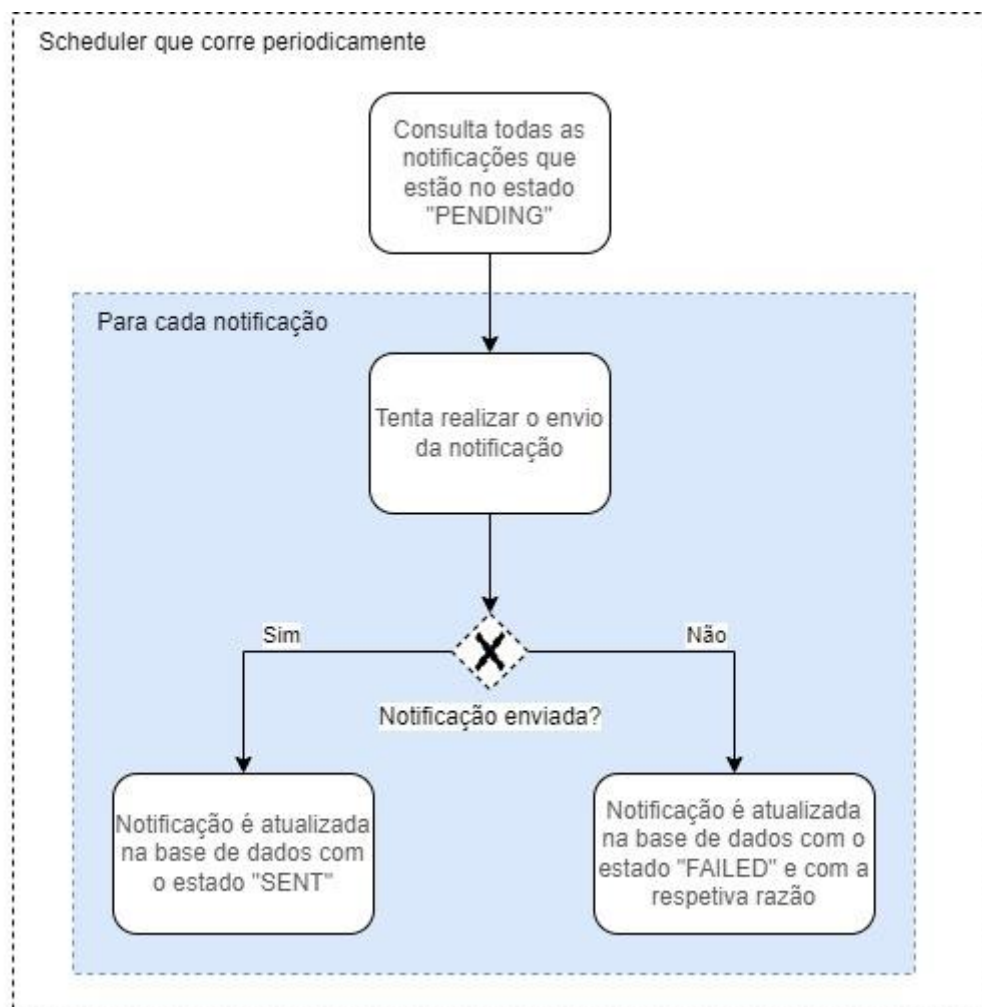 Scheduler que corre periodicamente
Consulta todas as
notificações que
estão no estado
"PENDING"
Para cada notificação
Tenta realizar o envio
da notificação
Sim
Não
Notificação enviada?
Notificação é atualizada
na base de dados com
o estado "SENT"
Notificação é atualizada
na base de dados com o
estado "FAILED" e com a
respetiva razão